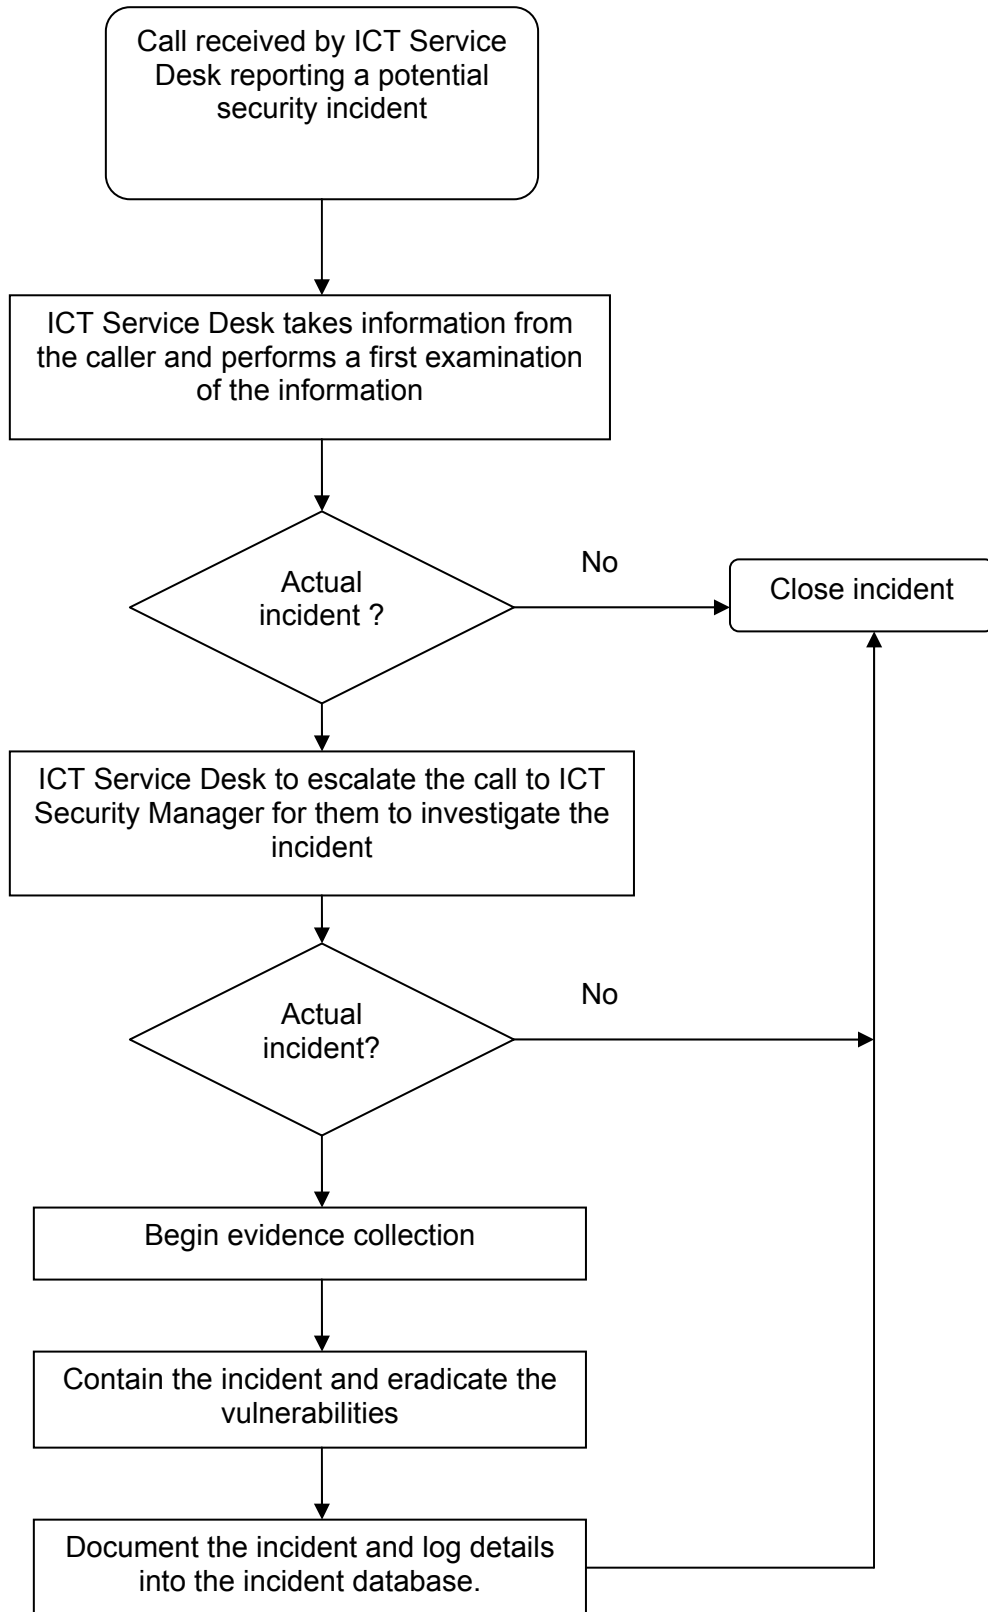 Call received by ICT Service
Desk reporting a potential
security incident
ICT Service Desk takes information from
the caller and performs a first examination
of the information
Actual
incident ?
No
Close incident
ICT Service Desk to escalate the call to ICT
Security Manager for them to investigate the
incident
Actual
incident?
No
Begin evidence collection
Contain the incident and eradicate the
vulnerabilities
Document the incident and log details
into the incident database.